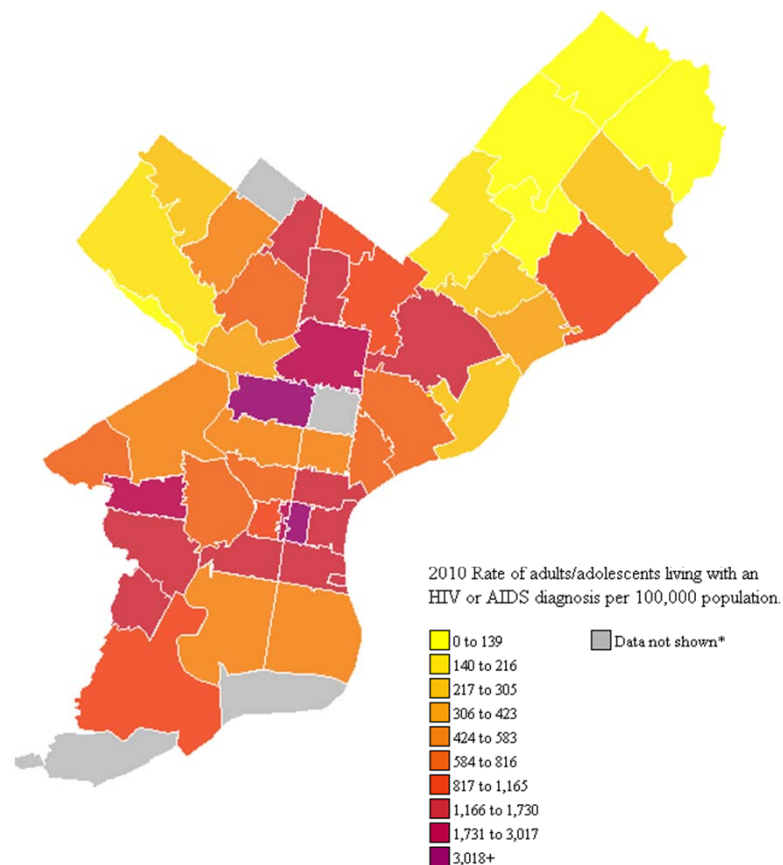 2010 Rate of adults/adolescents living with an
HIV or AIDS diagnosis per 100,000 population.
0 to 139
Data not shown*
140 to 216
217 to 305
306 to 423
424 to 583
584 to 816
817 to 1,165
1,166 to 1,730
1,731 to 3,017
3,018+